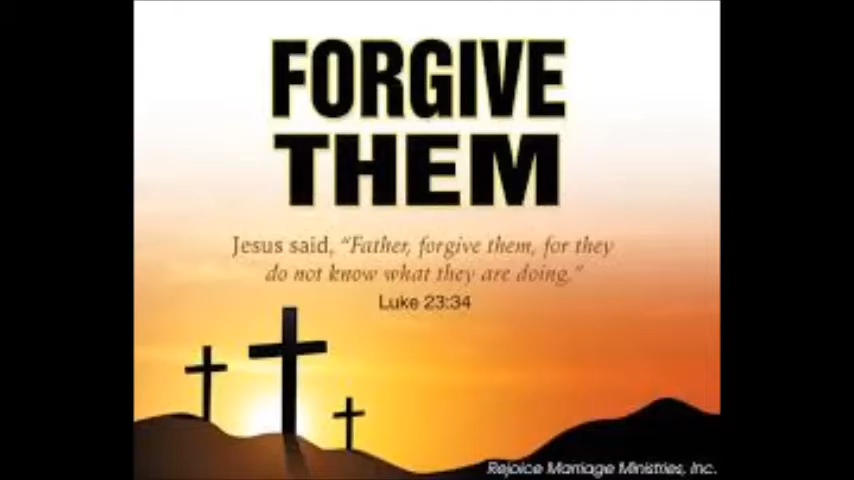 FORGIVE
THEM
Jesus said, “Father, forgive them, for they
do not know what they are doing.”
Luke 23:34
Rejoice Marriage Ministries, Inc.